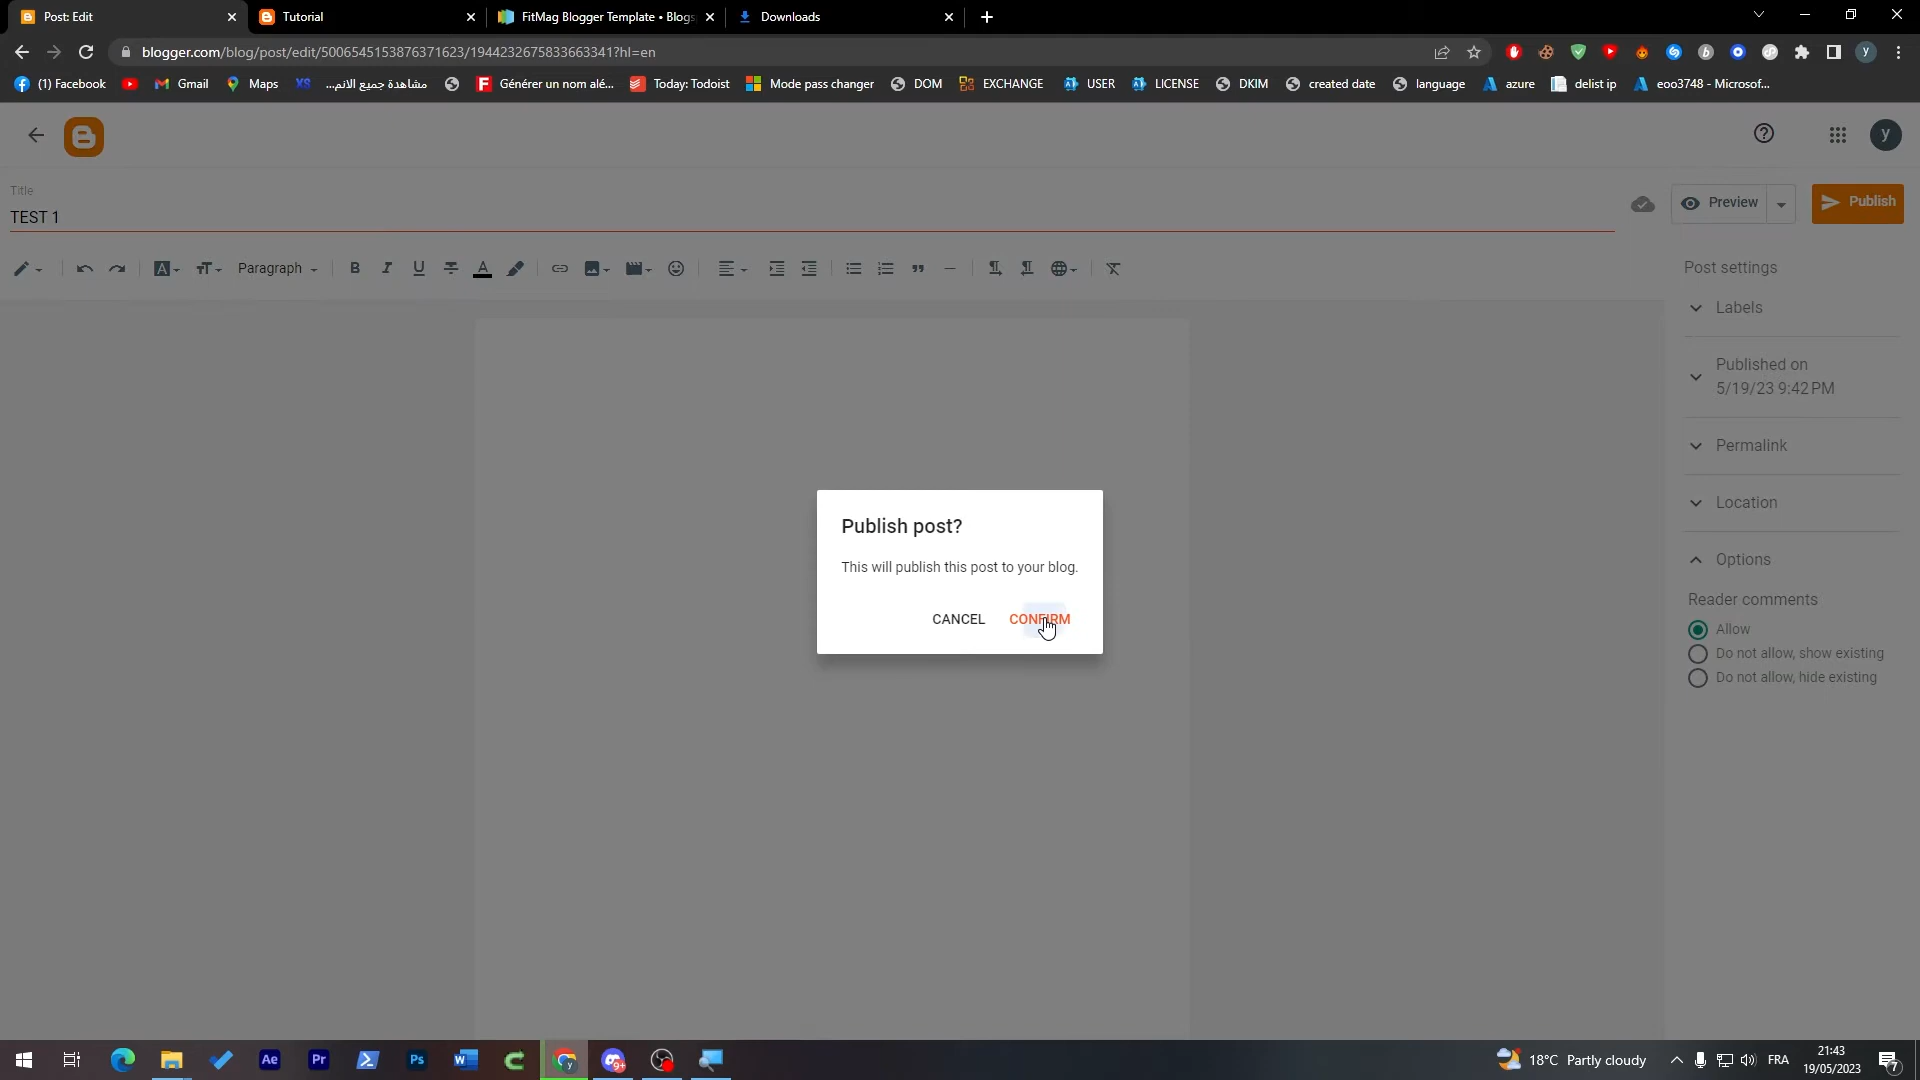 Post: Edit
Tutorial
FitMag Blogger Template • Blogs
Downloads
blogger.com/blog/post/edit/5006545153876371623/1944232675833663341?hl=en
(1) Facebook
Gmail
Maps
مشاهدة جميع الانم...
Générer un nom alé...
Today: Todoist
Mode pass changer
DOM
EXCHANGE
USER
LICENSE
DKIM
created date
language
azure
delist ip
eoo3748 - Microsof...
y
Title
TEST 1
Preview
Publish
Paragraph
Post settings
Labels
Published on
5/19/23 9:42 PM
Permalink
Location
Options
Reader comments
Allow
Do not allow, show existing
Do not allow, hide existing
Publish post?
This will publish this post to your blog.
CANCEL
CONFIRM
Ae
Pr
Ps
18°C Partly cloudy
FRA
21:43
19/05/2023
7